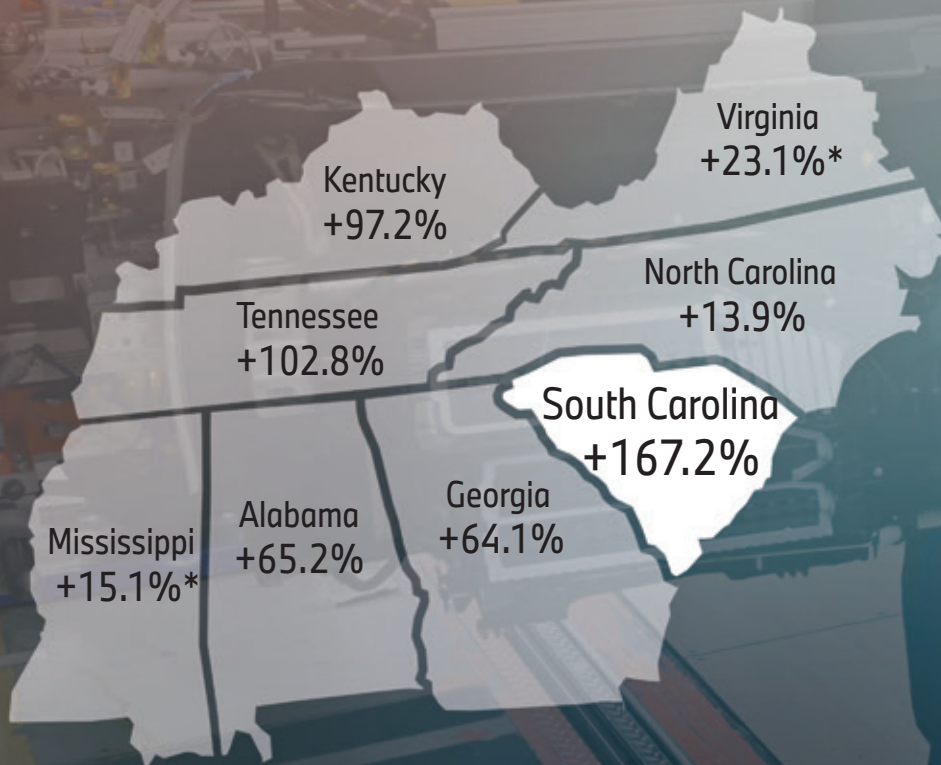 Virginia
+23.1%*
Kentucky
+97.2%
North Carolina
+13.9%
Tennessee
+102.8%
South Carolina
+167.2%
Georgia
+64.1%
Alabama
+65.2%
Mississippi
+15.1%*